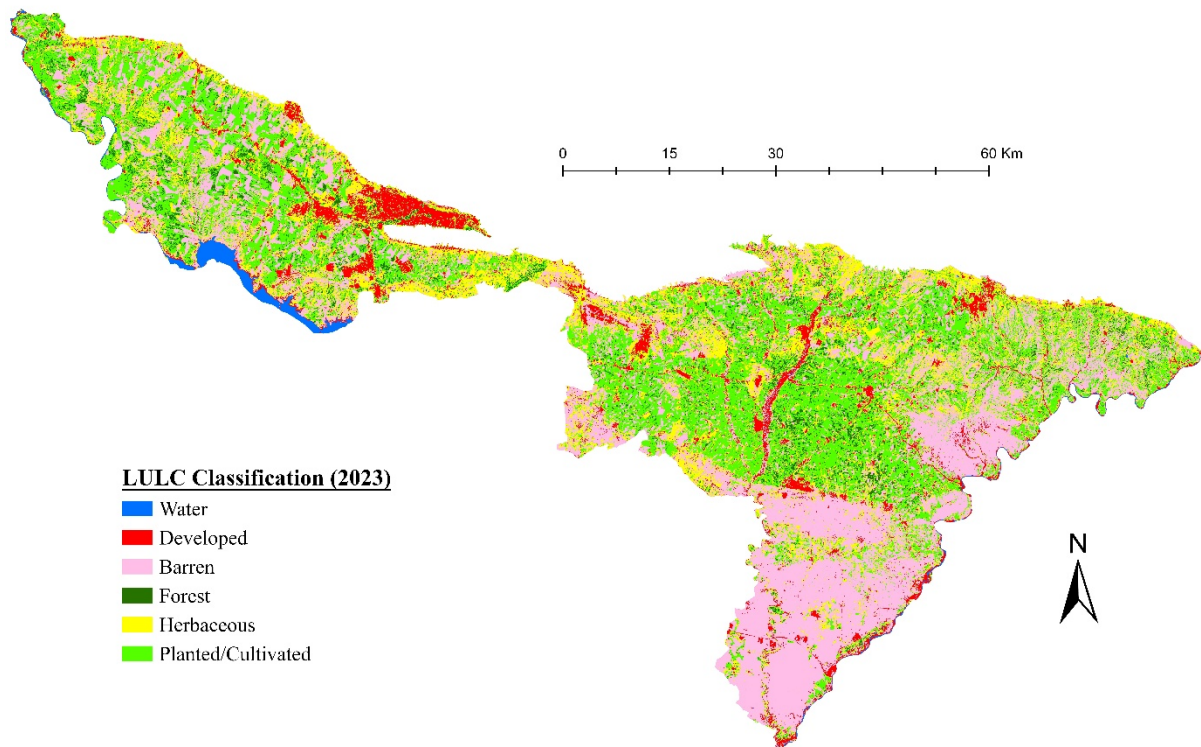 0 15 30 60 Km
LULC Classification (2023)
Water
Developed
Barren
Forest
Herbaceous
Planted/Cultivated
N